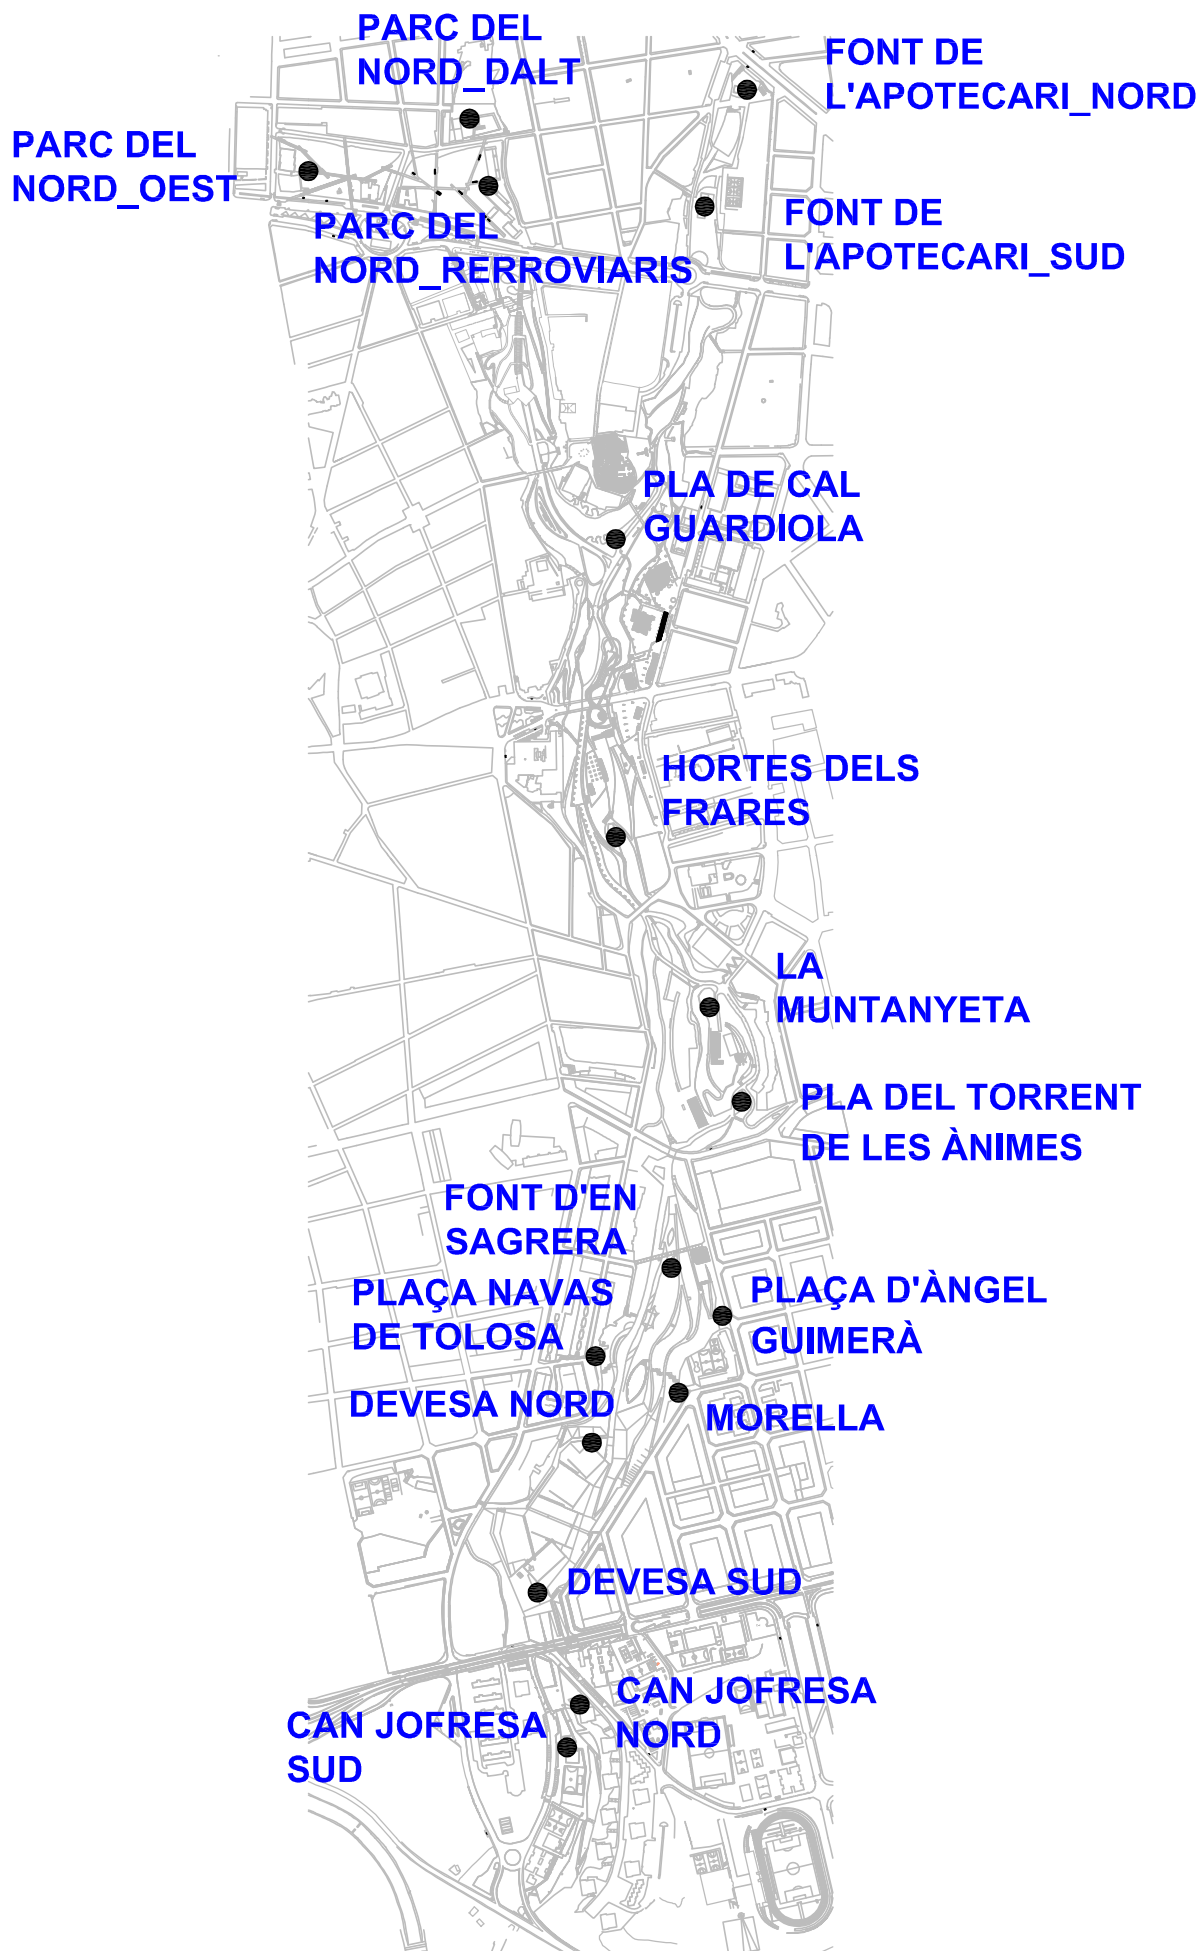 PARC DEL
NORD_DALT
FONT DE
L'APOTECARI_NORD
PARC DEL
NORD_OEST
PARC DEL
NORD_RERROVIARIS
FONT DE
L'APOTECARI_SUD
PLA DE CAL
GUARDIOLA
HORTES DELS
FRARES
LA
MUNTANYETA
PLA DEL TORRENT
DE LES ÀNIMES
FONT D'EN
SAGRERA
PLAÇA NAVAS
DE TOLOSA
PLAÇA D'ÀNGEL
GUIMERÀ
DEVESA NORD
MORELLA
DEVESA SUD
CAN JOFRESA
NORD
CAN JOFRESA
SUD